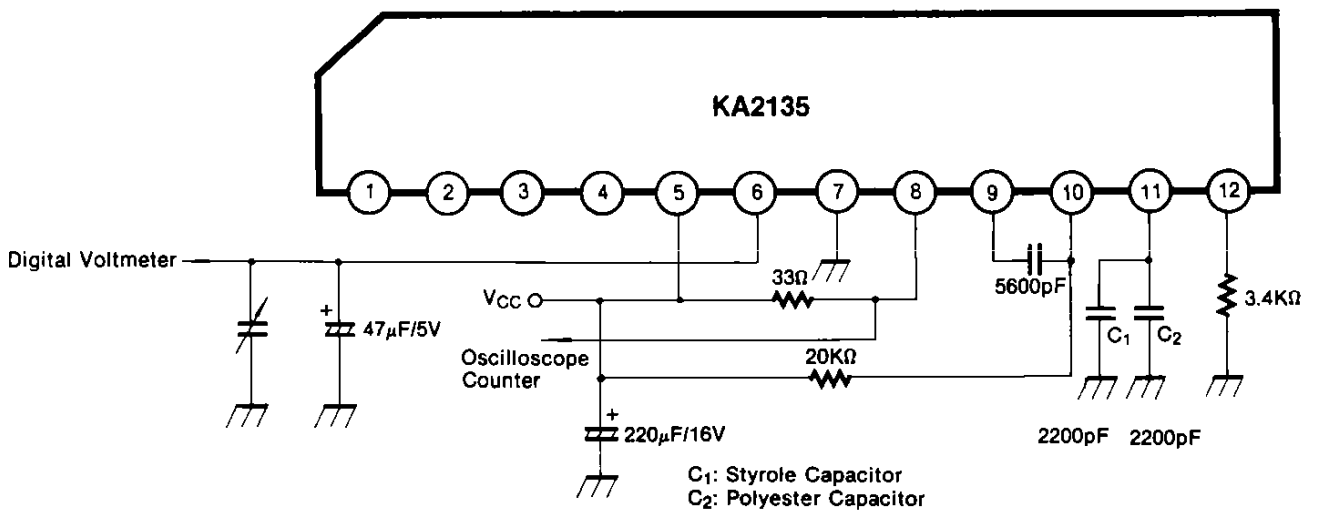 KA2135
1 2 3 4 5 6 7 8 9 10 11 12
Digital Voltmeter
VCC
33Ω
5600pF
3.4KΩ
+
47μF/5V
C1
C2
Oscilloscope
Counter
20KΩ
+
220μF/16V
2200pF 2200pF
C1: Styrole Capacitor
C2: Polyester Capacitor